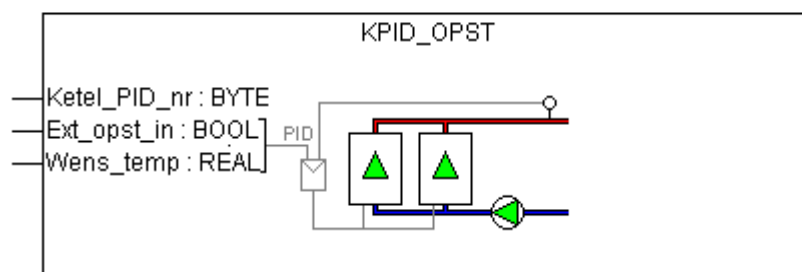 KPID_OPST
Ketel_PID_nr : BYTE
Ext_opst_in : BOOL
PID
Wens_temp : REAL